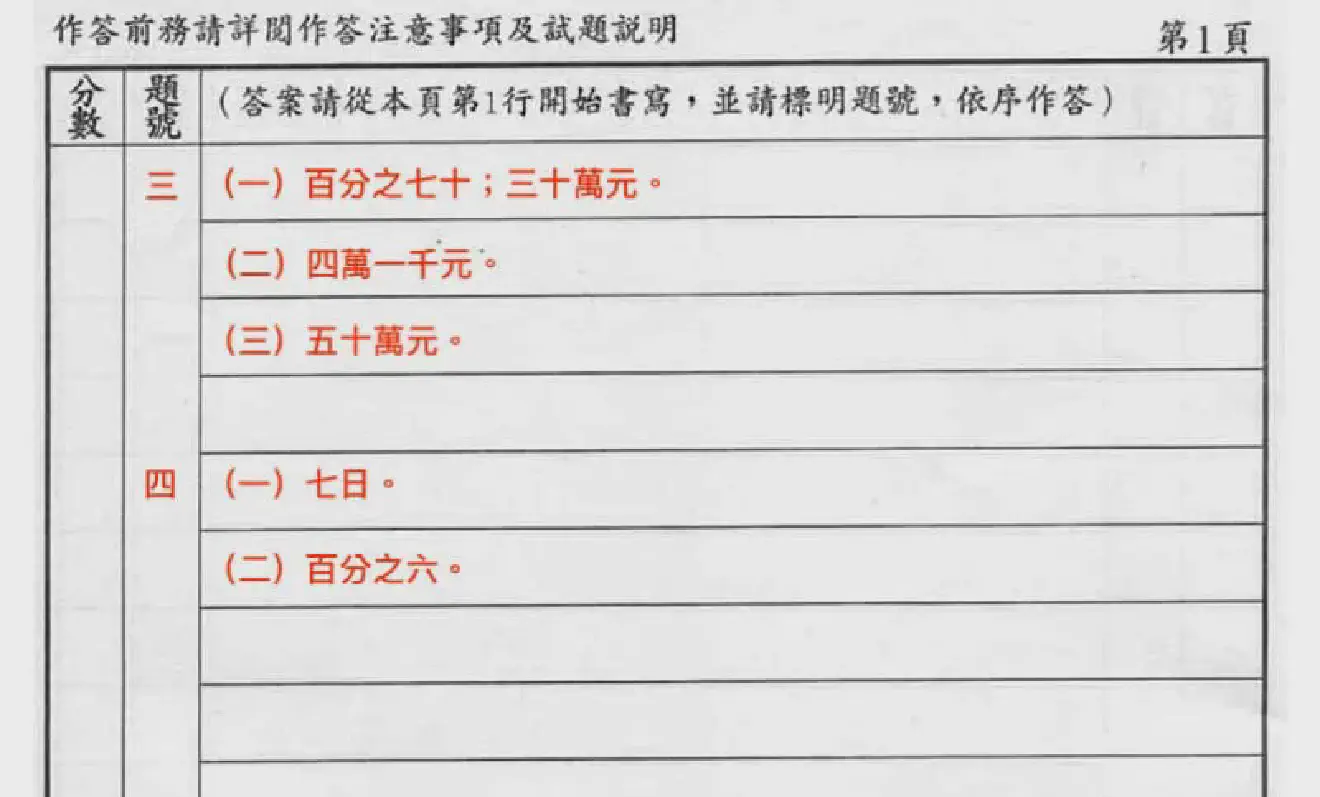 作答前務請詳閱作答注意事項及試題説明
第1頁
分數 題號 (答案請從本頁第1行開始書寫，並請標明題號，依序作答)
三 （一）百分之七十；三十萬元。
（二）四萬一千元。
（三）五十萬元。
四 （一）七日。
（二）百分之六。